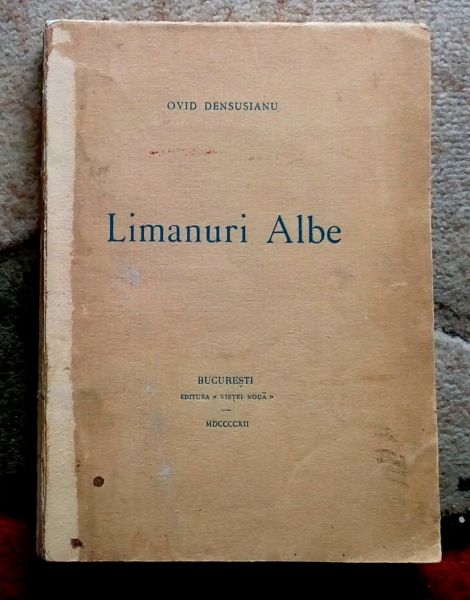 OVID DENSUSIANU
Limanuri Albe
BUCUREȘTI
EDITURA « VIEȚEI NOUĂ »
MDCCCCXII